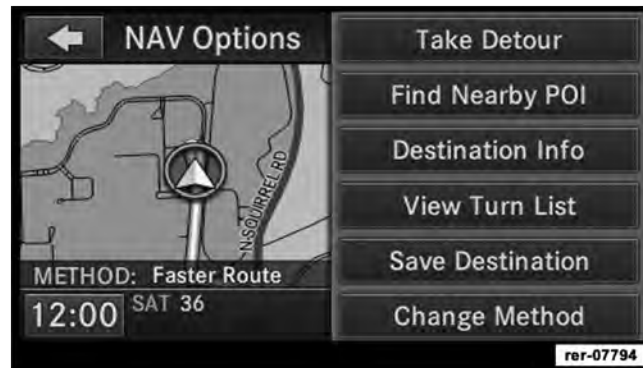 NAV Options
Take Detour
Find Nearby POI
Destination Info
View Turn List
Save Destination
Change Method
N-SQUIRREL RD
METHOD: Faster Route
12:00 SAT 36
rer-07794